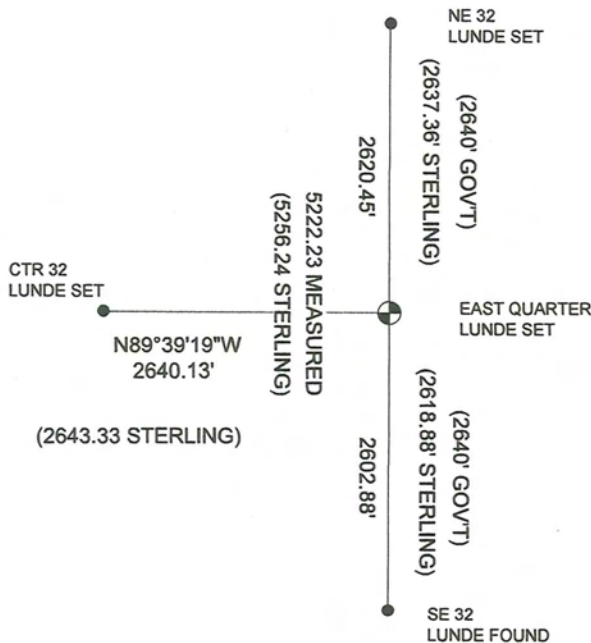 NE 32
LUNDE SET
(2640' GOV'T)
(2637.36' STERLING)
2620.45'
5222.23 MEASURED
(5256.24 STERLING)
CTR 32
LUNDE SET
EAST QUARTER
LUNDE SET
N89°39'19"W
2640.13'
(2643.33 STERLING)
(2640' GOV'T)
(2618.88' STERLING)
2602.88'
SE 32
LUNDE FOUND